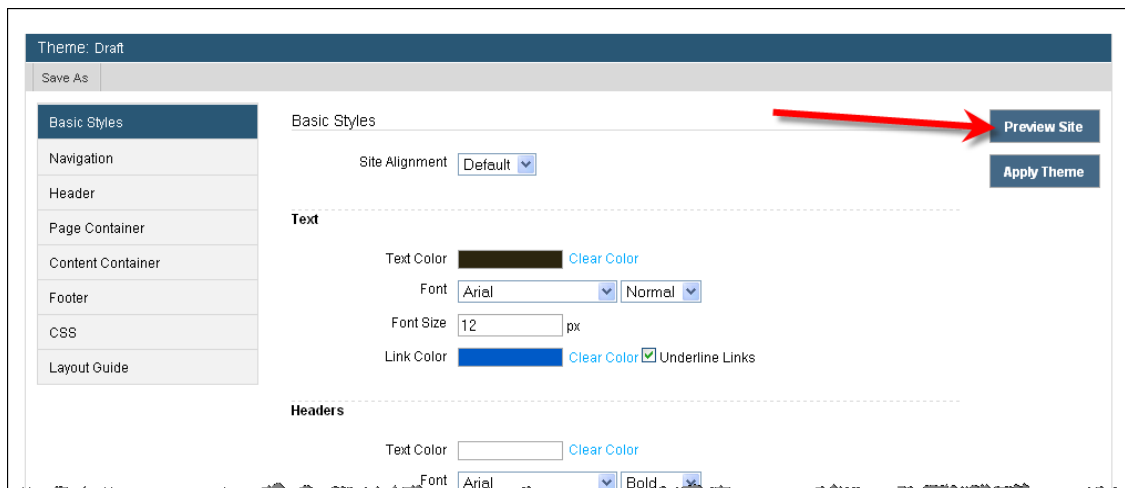 Theme: Draft
Save As
Basic Styles
Navigation
Header
Page Container
Content Container
Footer
CSS
Layout Guide
Basic Styles
Site Alignment Default
Text
Text Color Clear Color
Font Arial Normal
Font Size 12 px
Link Color Clear Color Underline Links
Headers
Text Color Clear Color
Font Arial Bold
Preview Site
Apply Theme